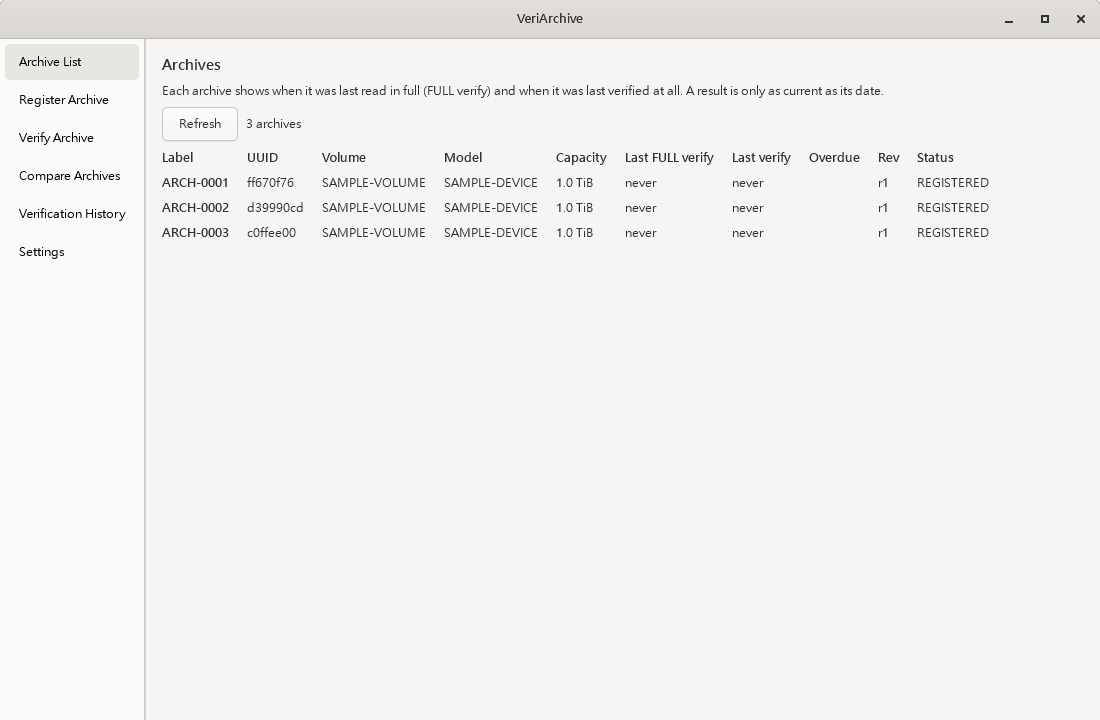 VeriArchive
Archive List
Register Archive
Verify Archive
Compare Archives
Verification History
Settings
Archives
Each archive shows when it was last read in full (FULL verify) and when it was last verified at all. A result is only as current as its date.
Refresh 3 archives
Label UUID Volume Model Capacity Last FULL verify Last verify Overdue Rev Status
ARCH-0001 ff670f76 SAMPLE-VOLUME SAMPLE-DEVICE 1.0 TiB never never r1 REGISTERED
ARCH-0002 d39990cd SAMPLE-VOLUME SAMPLE-DEVICE 1.0 TiB never never r1 REGISTERED
ARCH-0003 c0ffee00 SAMPLE-VOLUME SAMPLE-DEVICE 1.0 TiB never never r1 REGISTERED